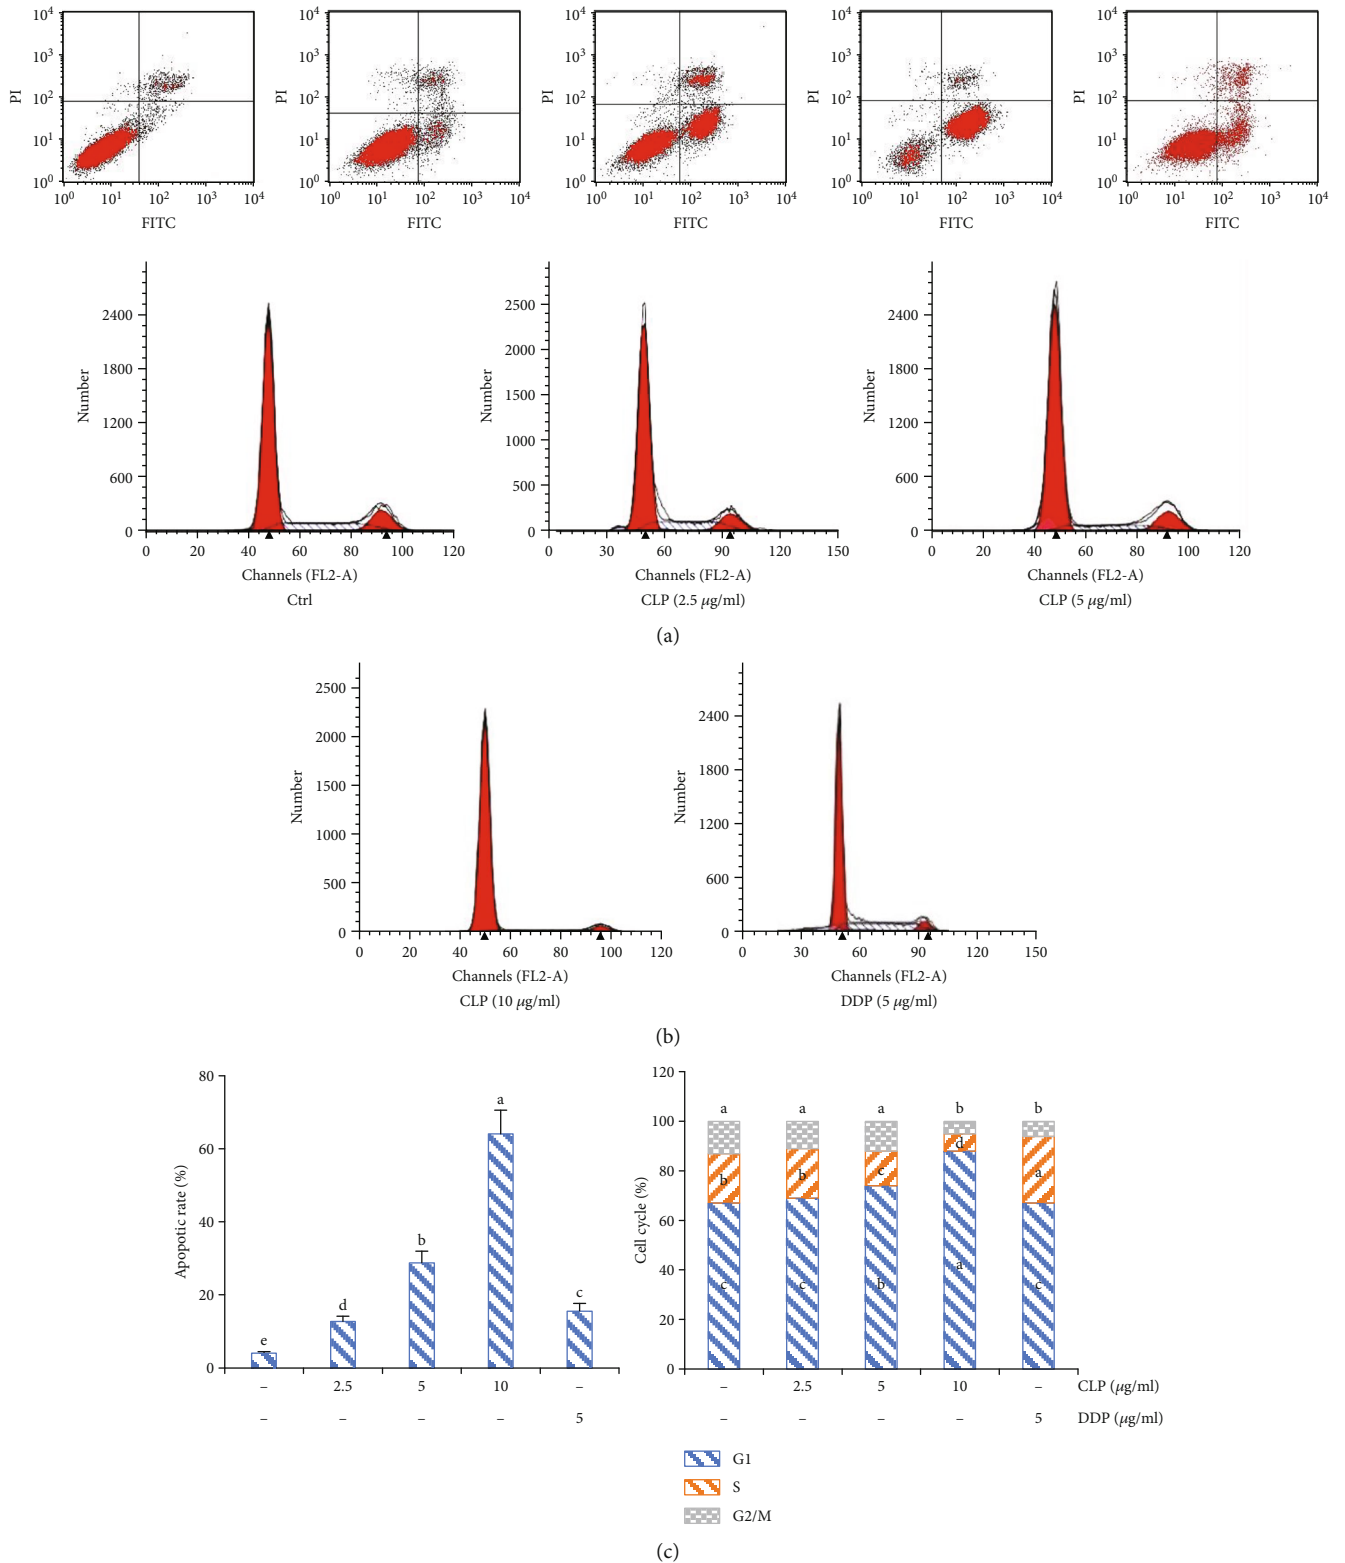 10⁴ 10⁴ 10⁴ 10⁴ 10⁴
10³ 10³ 10³ 10³ 10³
PI PI PI PI PI
10² 10² 10² 10² 10²
10¹ 10¹ 10¹ 10¹ 10¹
10⁰ 10⁰ 10⁰ 10⁰ 10⁰
10⁰ 10¹ 10² 10³ 10⁴ 10⁰ 10¹ 10² 10³ 10⁴ 10⁰ 10¹ 10² 10³ 10⁴ 10⁰ 10¹ 10² 10³ 10⁴ 10⁰ 10¹ 10² 10³ 10⁴
FITC FITC FITC FITC FITC
Number
2400
1800
1200
600
0
0 20 40 60 80 100 120
Channels (FL2-A)
Ctrl
Number
2500
2000
1500
1000
500
0
0 30 60 90 120 150
Channels (FL2-A)
CLP (2.5 μg/ml)
Number
2400
1800
1200
600
0
0 20 40 60 80 100 120
Channels (FL2-A)
CLP (5 μg/ml)
(a)
Number
2500
2000
1500
1000
500
0
0 20 40 60 80 100 120
Channels (FL2-A)
CLP (10 μg/ml)
Number
2400
1800
1200
600
0
0 30 60 90 120 150
Channels (FL2-A)
DDP (5 μg/ml)
(b)
Apopotic rate (%)
80
60
40
20
0
e d b a c
– 2.5 5 10 –
– – – – 5
Cell cycle (%)
120
100
80
60
40
20
0
a a a b b
b b c d a
c c b a c
– 2.5 5 10 – CLP (μg/ml)
– – – – 5 DDP (μg/ml)
G1
S
G2/M
(c)